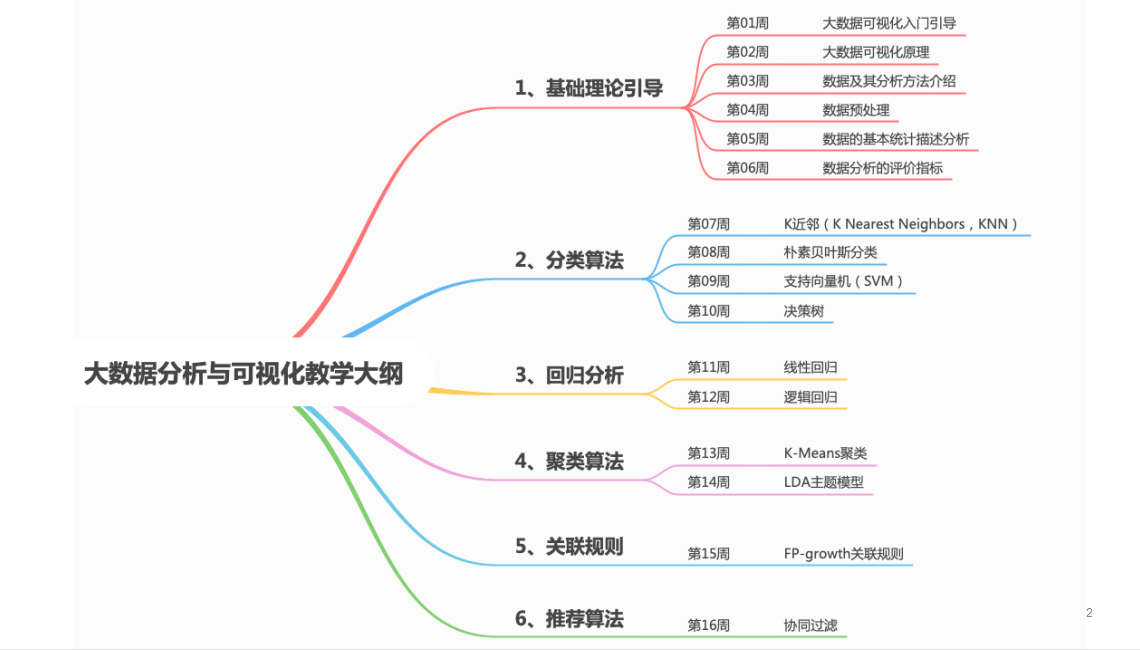 大数据分析与可视化教学大纲
1、基础理论引导
第01周 大数据可视化入门引导
第02周 大数据可视化原理
第03周 数据及其分析方法介绍
第04周 数据预处理
第05周 数据的基本统计描述分析
第06周 数据分析的评价指标
2、分类算法
第07周 K近邻（K Nearest Neighbors，KNN）
第08周 朴素贝叶斯分类
第09周 支持向量机（SVM）
第10周 决策树
3、回归分析
第11周 线性回归
第12周 逻辑回归
4、聚类算法
第13周 K-Means聚类
第14周 LDA主题模型
5、关联规则
第15周 FP-growth关联规则
6、推荐算法
第16周 协同过滤
2